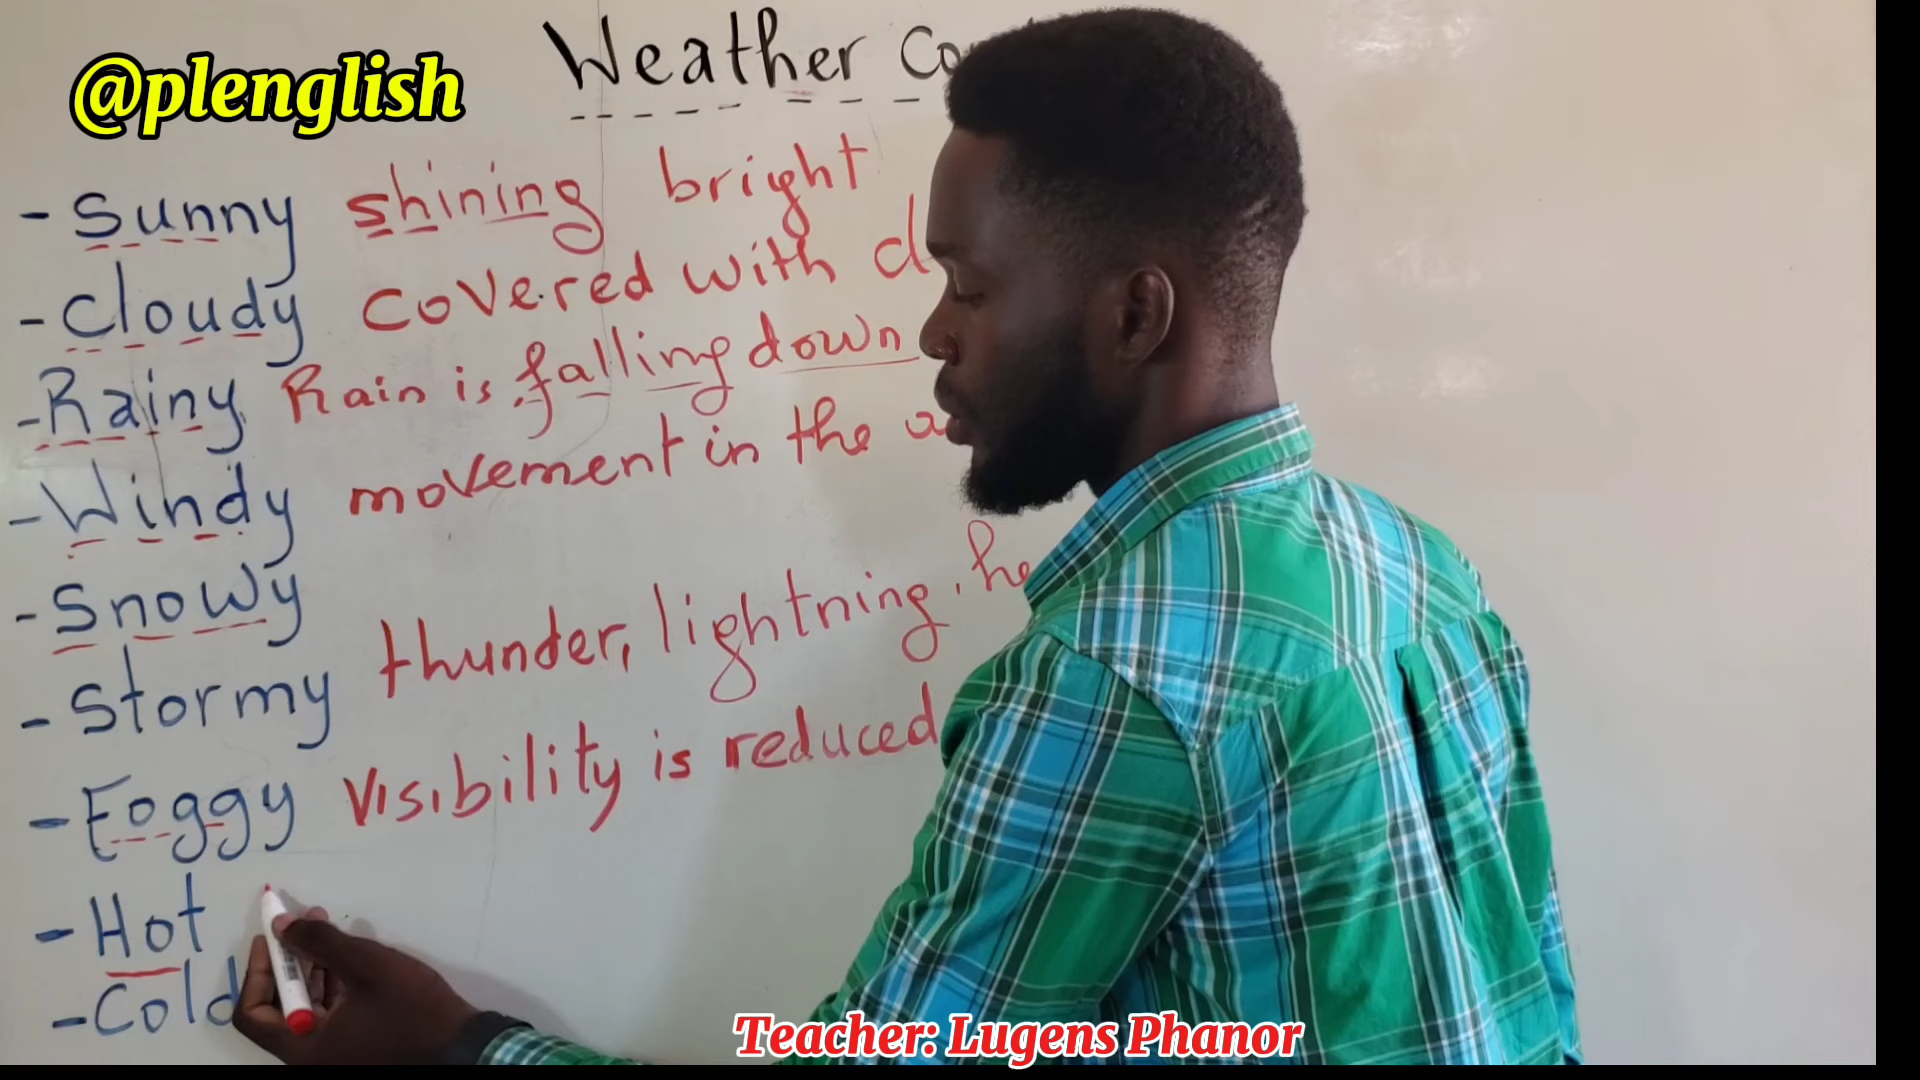 @plenglish
Weather Co
- Sunny shining bright
- Cloudy covered with d
- Rainy Rain is falling down
- Windy movement in the a
- Snowy
- Stormy thunder, lightning, he
- Foggy Visibility is reduced
- Hot
- Cold
Teacher: Lugens Phanor